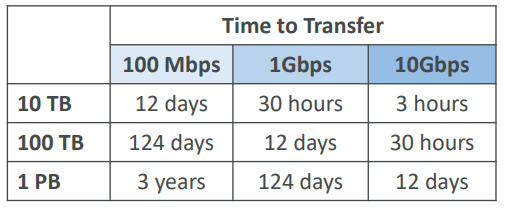 Time to Transfer
100 Mbps 1Gbps 10Gbps
10 TB 12 days 30 hours 3 hours
100 TB 124 days 12 days 30 hours
1 PB 3 years 124 days 12 days